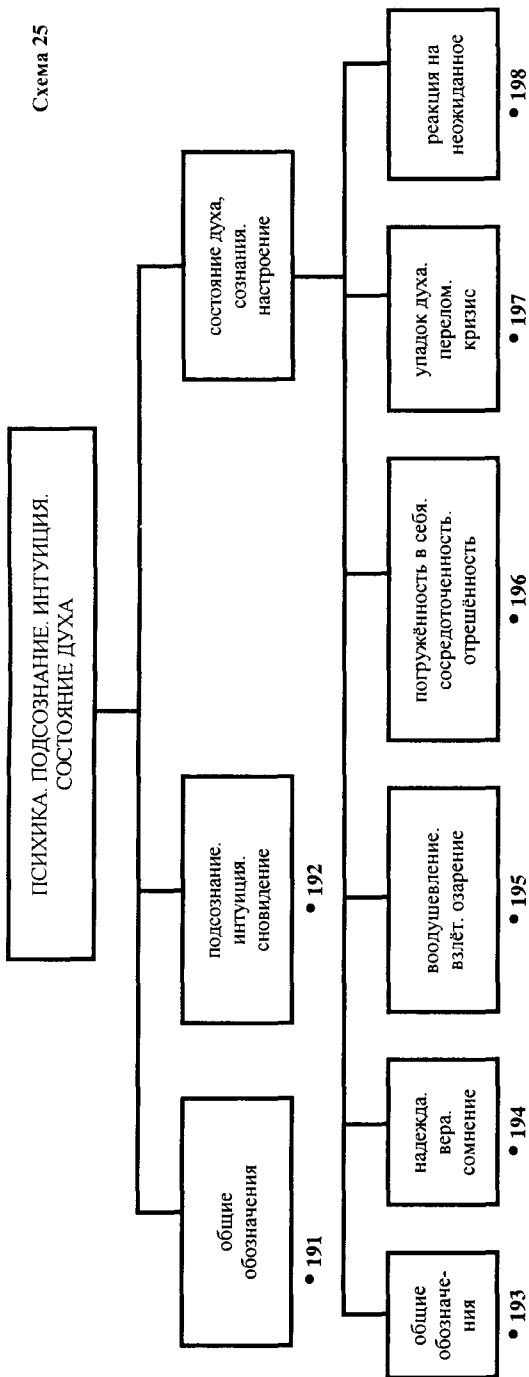 Схема 25
ПСИХИКА. ПОДСОЗНАНИЕ. ИНТУИЦИЯ.
СОСТОЯНИЕ ДУХА
общие
обозначения
• 191
подсознание.
интуиция.
сновидение
• 192
состояние духа,
сознания.
настроение
общие
обозначе-
ния
• 193
надежда.
вера.
сомнение
• 194
воодушевление.
взлёт. озарение
• 195
погружённость в себя.
сосредоточенность.
отрешённость
• 196
упадок духа.
перелом.
кризис
• 197
реакция на
неожиданное
• 198